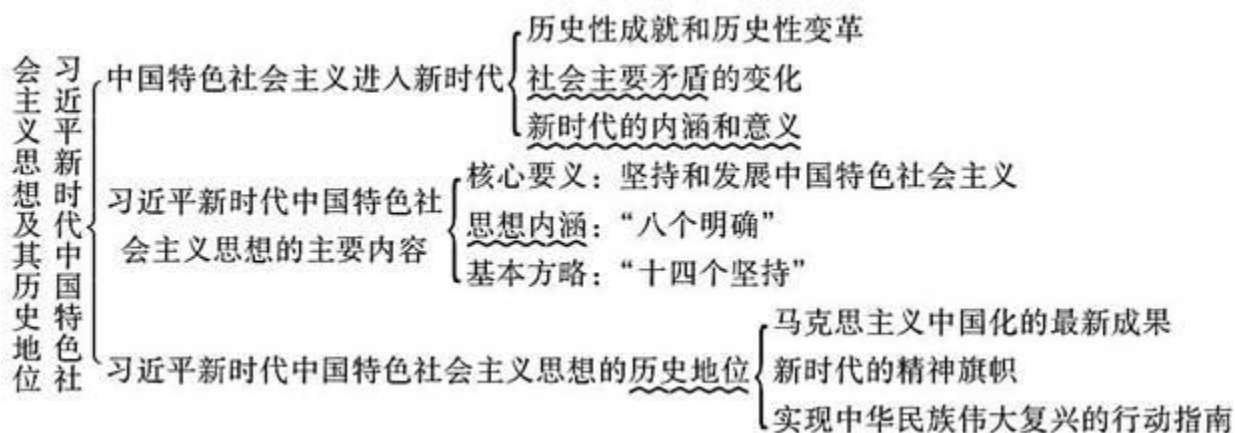 习近平新时代中国特色社
会主义思想及其历史地位
中国特色社会主义进入新时代
历史性成就和历史性变革
社会主要矛盾的变化
新时代的内涵和意义
习近平新时代中国特色社
会主义思想的主要内容
核心要义：坚持和发展中国特色社会主义
思想内涵：“八个明确”
基本方略：“十四个坚持”
习近平新时代中国特色社会主义思想的历史地位
马克思主义中国化的最新成果
新时代的精神旗帜
实现中华民族伟大复兴的行动指南